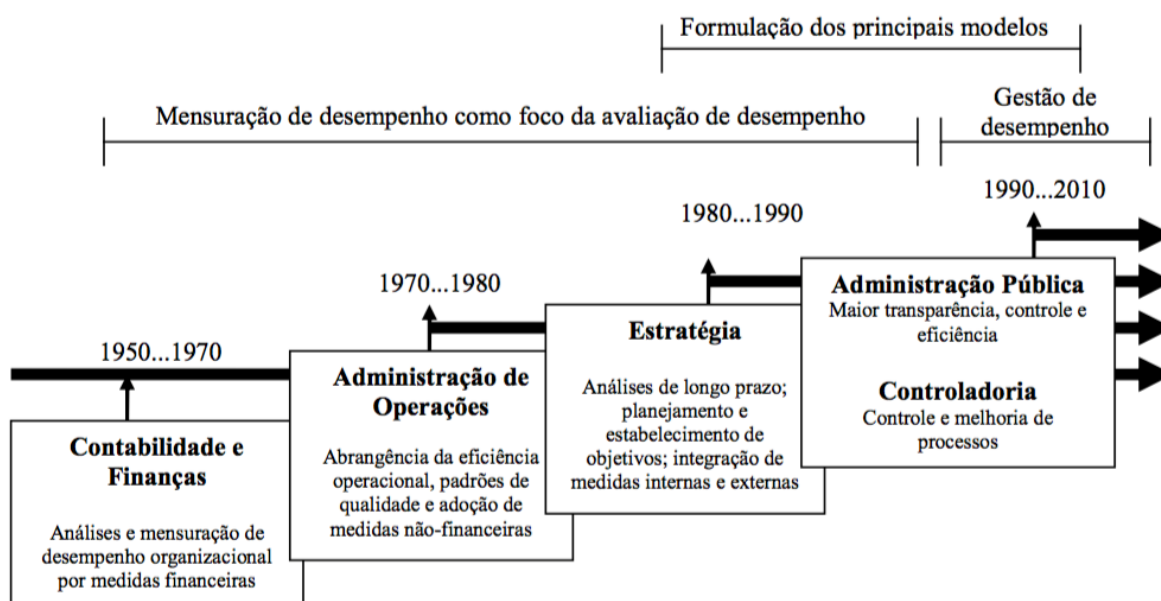 Formulação dos principais modelos
Mensuração de desempenho como foco da avaliação de desempenho
Gestão de
desempenho
1990...2010
1980...1990
1970...1980
1950...1970
Contabilidade e
Finanças
Análises e mensuração de
desempenho organizacional
por medidas financeiras
Administração de
Operações
Abrangência da eficiência
operacional, padrões de
qualidade e adoção de
medidas não-financeiras
Estratégia
Análises de longo prazo;
planejamento e
estabelecimento de
objetivos; integração de
medidas internas e externas
Administração Pública
Maior transparência, controle e
eficiência
Controladoria
Controle e melhoria de
processos